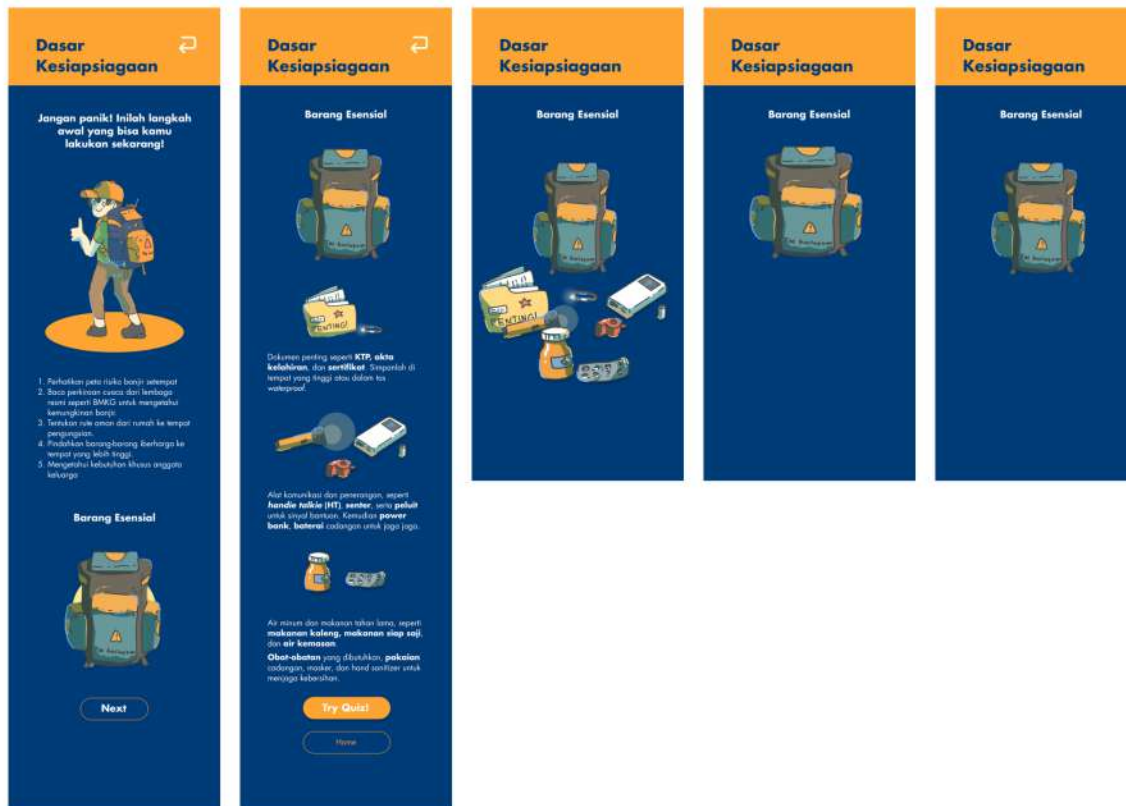 Dasar
Kesiapsiagaan
Jangan panik! Inilah langkah
awal yang bisa kamu
lakukan sekarang!
1. Perhatikan peta risiko banjir setempat
2. Baca perkiraan cuaca dari lembaga
resmi seperti BMKG untuk mengetahui
kemungkinan banjir.
3. Tentukan rute aman dari rumah ke tempat
pengungsian.
4. Pindahkan barang-barang berharga ke
tempat yang lebih tinggi.
5. Mengetahui kebutuhan khusus anggota
keluarga
Barang Esensial
Next
Dasar
Kesiapsiagaan
Barang Esensial
PENTING!
Dokumen penting seperti KTP, akta
kelahiran, dan sertifikat. Simpanlah di
tempat yang tinggi atau dalam tas
waterproof.
Alat komunikasi dan penerangan, seperti
handie talkie (HT), senter, serta peluit
untuk sinyal bantuan. Kemudian power
bank, baterai cadangan untuk jaga jaga.
Air minum dan makanan tahan lama, seperti
makanan kaleng, makanan siap saji,
dan air kemasan.
Obat-obatan yang dibutuhkan, pakaian
cadangan, masker, dan hand sanitizer untuk
menjaga kebersihan.
Try Quiz!
Home
Dasar
Kesiapsiagaan
Barang Esensial
PENTING!
Dasar
Kesiapsiagaan
Barang Esensial
Dasar
Kesiapsiagaan
Barang Esensial